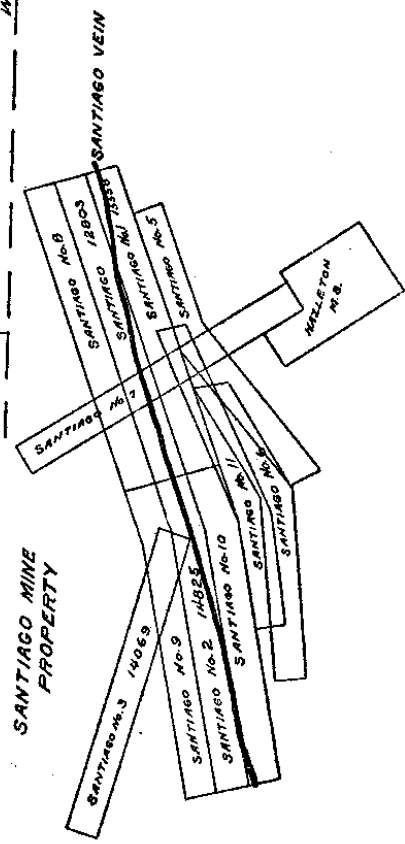 W
SANTIAGO VEIN
SANTIAGO MINE
PROPERTY
SANTIAGO No. 8
SANTIAGO 12803
SANTIAGO No. 1 13558
SANTIAGO No. 5
SANTIAGO
SANTIAGO No. 7
HAZLETON
M.S.
SANTIAGO No. 3 14069
SANTIAGO No. 9
SANTIAGO No. 2 14825
SANTIAGO No. 10
SANTIAGO No. 11
SANTIAGO No. 6